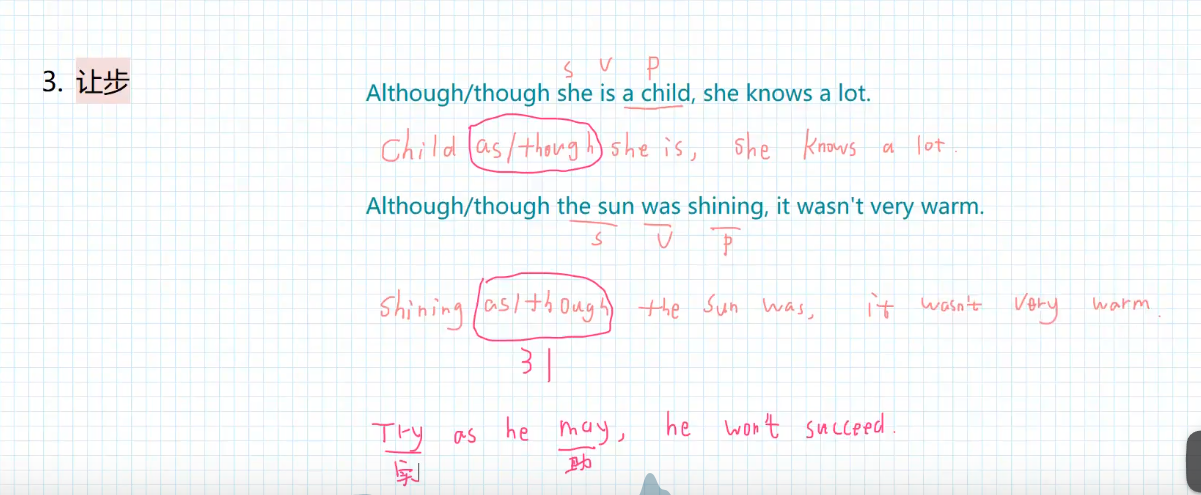 3. 让步
s v p
Although/though she is a child, she knows a lot.
Child as/though she is, she knows a lot.
Although/though the sun was shining, it wasn't very warm.
s v p
Shining as/though the sun was, it wasn't very warm.
31
Try as he may, he won't succeed.
实 助